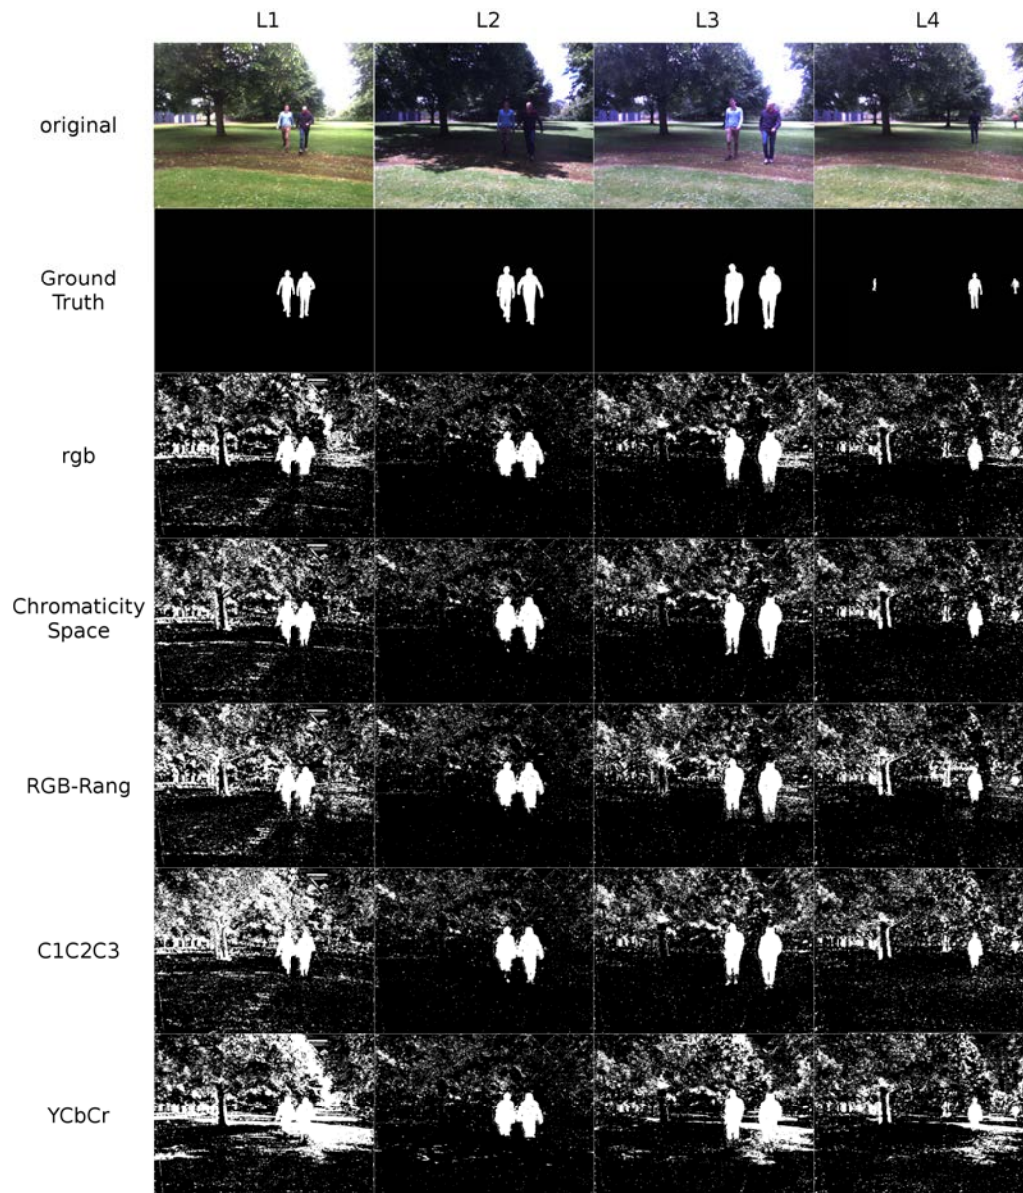 L1 L2 L3 L4
original
Ground
Truth
rgb
Chromaticity
Space
RGB-Rang
C1C2C3
YCbCr